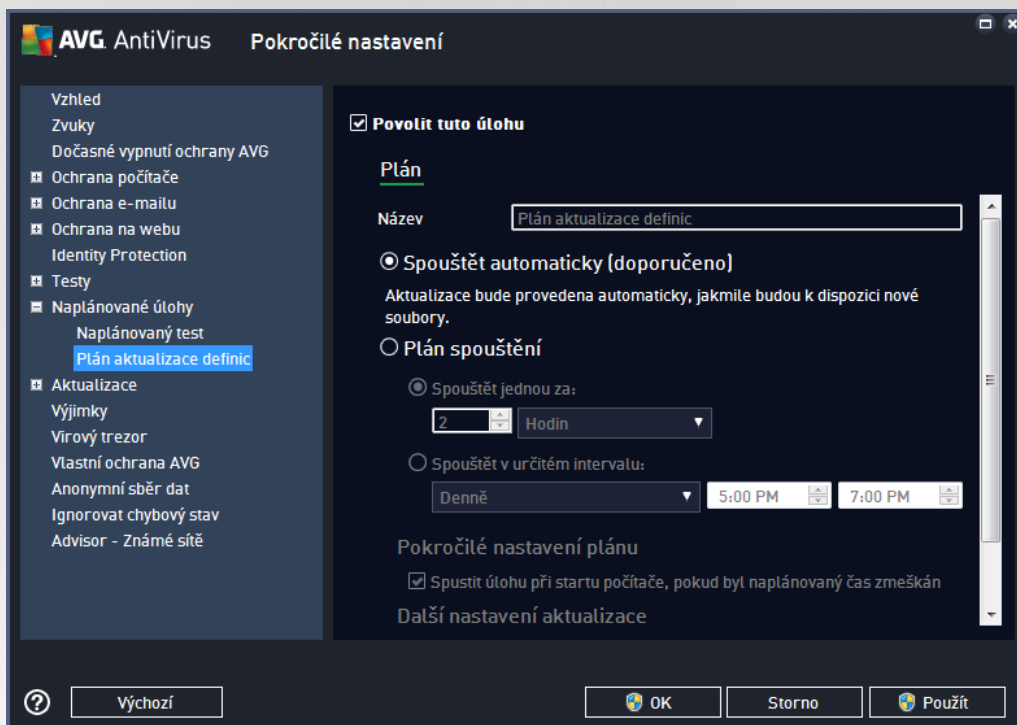 AVG. AntiVirus Pokročilé nastavení
Vzhled
Zvuky
Dočasné vypnutí ochrany AVG
Ochrana počítače
Ochrana e-mailu
Ochrana na webu
Identity Protection
Testy
Naplánované úlohy
Naplánovaný test
Plán aktualizace definic
Aktualizace
Výjimky
Virový trezor
Vlastní ochrana AVG
Anonymní sběr dat
Ignorovat chybový stav
Advisor - Známé sítě
Povolit tuto úlohu
Plán
Název Plán aktualizace definic
Spouštět automaticky (doporučeno)
Aktualizace bude provedena automaticky, jakmile budou k dispozici nové
soubory.
Plán spouštění
Spouštět jednou za:
2 Hodin
Spouštět v určitém intervalu:
Denně 5:00 PM 7:00 PM
Pokročilé nastavení plánu
Spustit úlohu při startu počítače, pokud byl naplánovaný čas zmeškán
Další nastavení aktualizace
? Výchozí OK Storno Použít